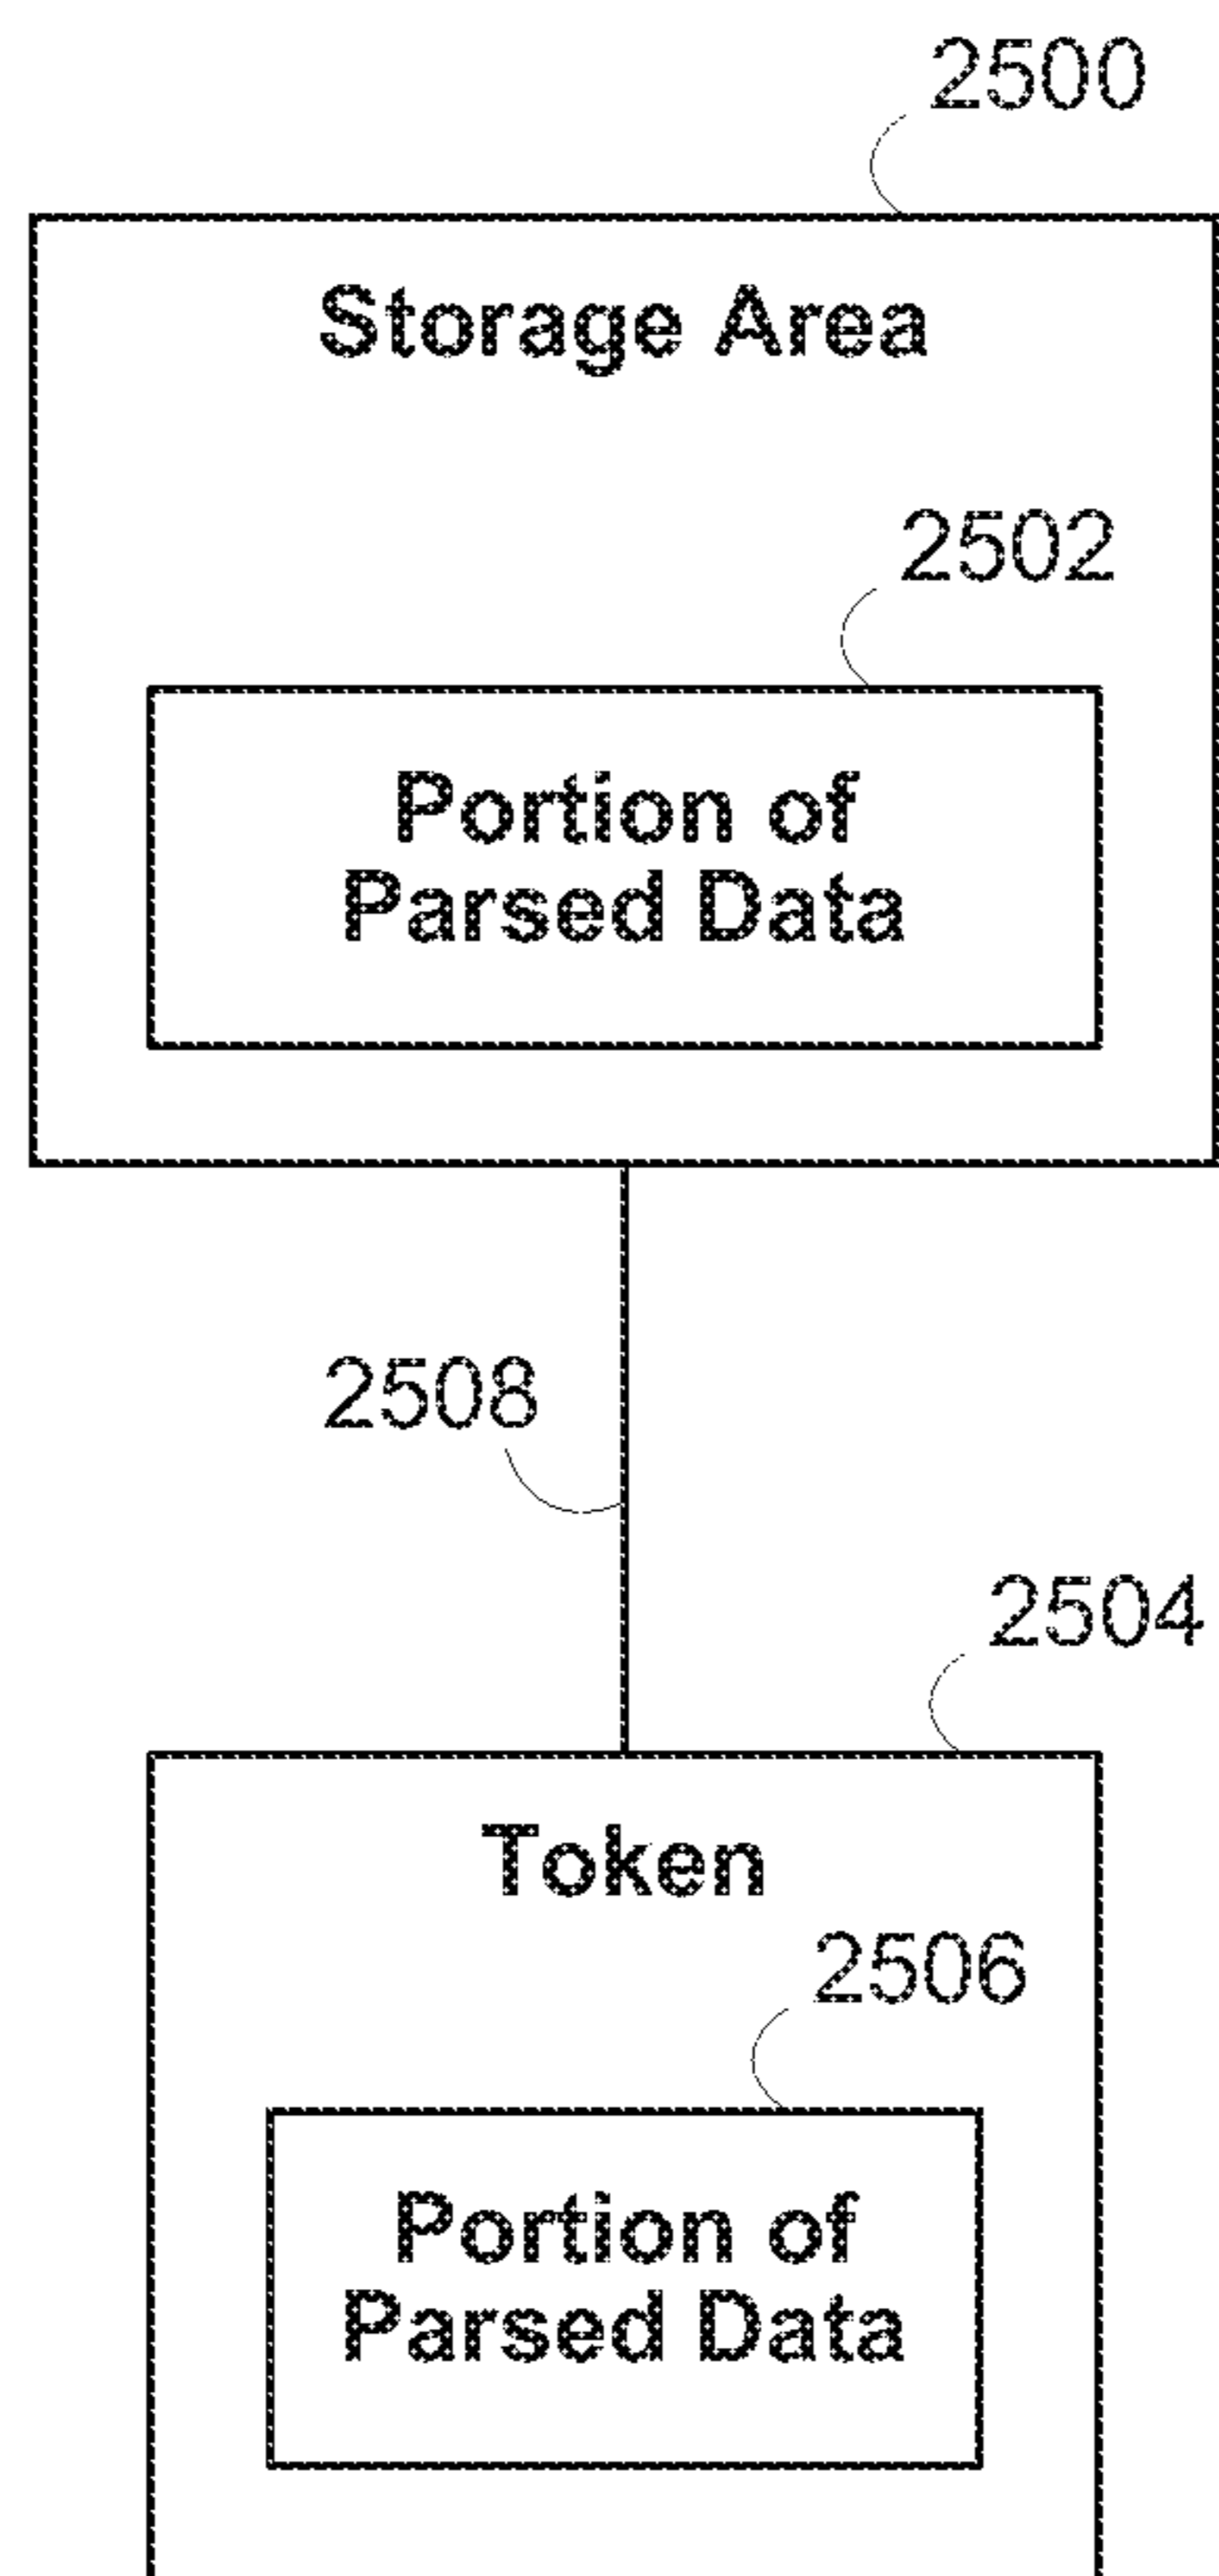 2500
Storage Area
2502
Portion of
Parsed Data
2508
2504
Token
2506
Portion of
Parsed Data